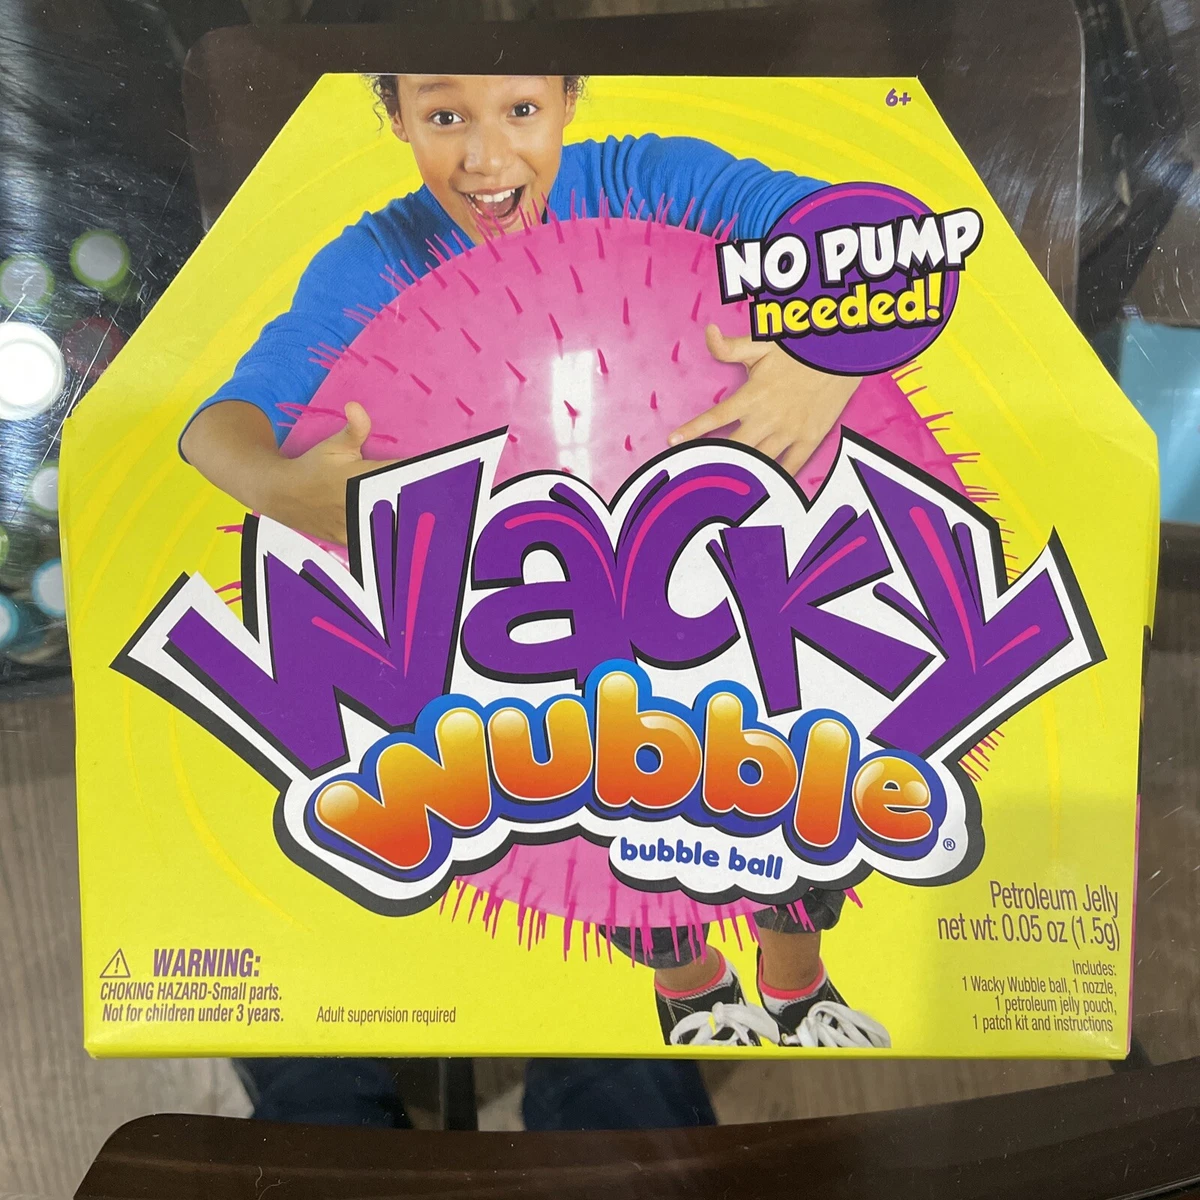 6+
NO PUMP
needed!
Wacky
Wubble®
bubble ball
Petroleum Jelly
net wt: 0.05 oz (1.5g)
Includes:
1 Wacky Wubble ball, 1 nozzle,
1 petroleum jelly pouch,
1 patch kit and instructions
WARNING:
CHOKING HAZARD-Small parts.
Not for children under 3 years.
Adult supervision required